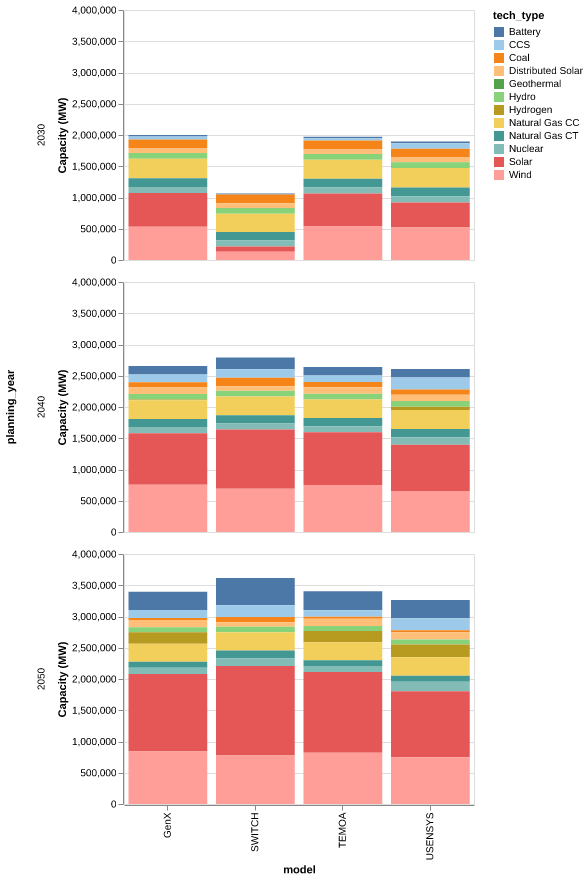 tech_type
Battery
CCS
Coal
Distributed Solar
Geothermal
Hydro
Hydrogen
Natural Gas CC
Natural Gas CT
Nuclear
Solar
Wind
planning_year
2030
Capacity (MW)
4,000,000
3,500,000
3,000,000
2,500,000
2,000,000
1,500,000
1,000,000
500,000
0
2040
Capacity (MW)
4,000,000
3,500,000
3,000,000
2,500,000
2,000,000
1,500,000
1,000,000
500,000
0
2050
Capacity (MW)
4,000,000
3,500,000
3,000,000
2,500,000
2,000,000
1,500,000
1,000,000
500,000
0
GenX
SWITCH
TEMOA
USENSYS
model